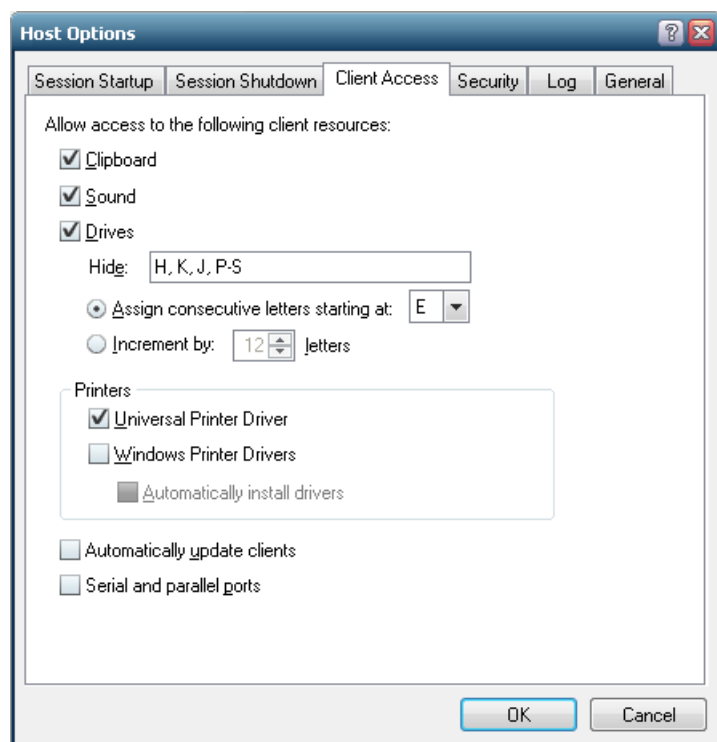 Host Options
Session Startup Session Shutdown Client Access Security Log General
Allow access to the following client resources:
Clipboard
Sound
Drives
Hide: H, K, J, P-S
Assign consecutive letters starting at: E
Increment by: 12 letters
Printers
Universal Printer Driver
Windows Printer Drivers
Automatically install drivers
Automatically update clients
Serial and parallel ports
OK Cancel